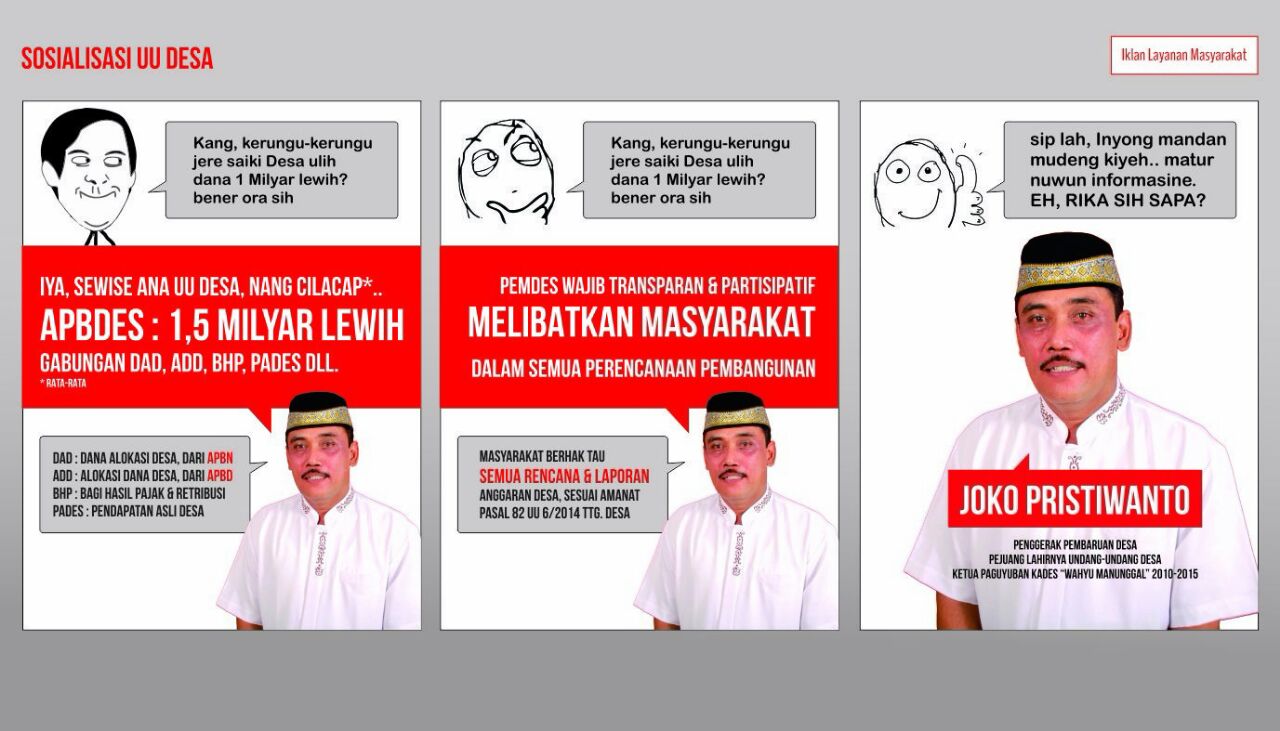 SOSIALISASI UU DESA
Iklan Layanan Masyarakat
Kang, kerungu-kerungu
jere saiki Desa ulih
dana 1 Milyar lewih?
bener ora sih
IYA, SEWISE ANA UU DESA, NANG CILACAP*..
APBDES : 1,5 MILYAR LEWIH
GABUNGAN DAD, ADD, BHP, PADES DLL.
* RATA-RATA
DAD : DANA ALOKASI DESA, DARI APBN
ADD : ALOKASI DANA DESA, DARI APBD
BHP : BAGI HASIL PAJAK & RETRIBUSI
PADES : PENDAPATAN ASLI DESA
Kang, kerungu-kerungu
jere saiki Desa ulih
dana 1 Milyar lewih?
bener ora sih
PEMDES WAJIB TRANSPARAN & PARTISIPATIF
MELIBATKAN MASYARAKAT
DALAM SEMUA PERENCANAAN PEMBANGUNAN
MASYARAKAT BERHAK TAU
SEMUA RENCANA & LAPORAN
ANGGARAN DESA, SESUAI AMANAT
PASAL 82 UU 6/2014 TTG. DESA
sip lah, Inyong mandan
mudeng kiyeh.. matur
nuwun informasine.
EH, RIKA SIH SAPA?
JOKO PRISTIWANTO
PENGGERAK PEMBARUAN DESA
PEJUANG LAHIRNYA UNDANG-UNDANG DESA
KETUA PAGUYUBAN KADES "WAHYU MANUNGGAL" 2010-2015